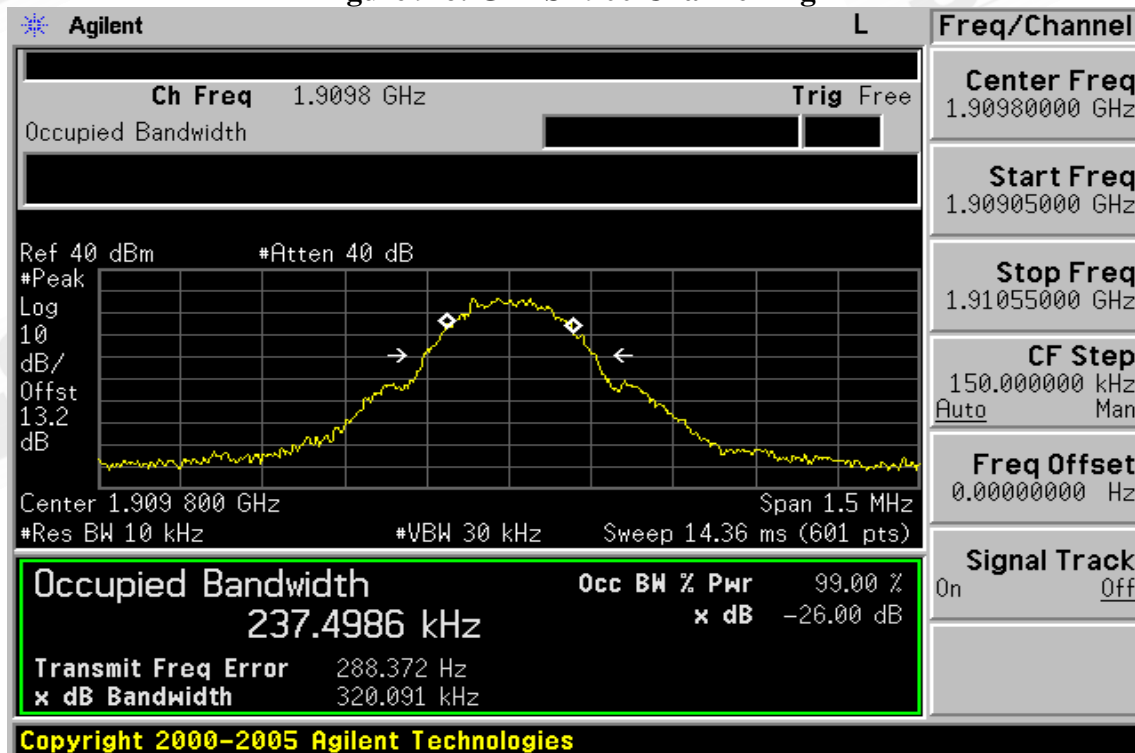 Agilent L
Ch Freq 1.9098 GHz Trig Free
Occupied Bandwidth
Ref 40 dBm #Atten 40 dB
#Peak
Log
10
dB/
Offst
13.2
dB
Center 1.909 800 GHz Span 1.5 MHz
#Res BW 10 kHz #VBW 30 kHz Sweep 14.36 ms (601 pts)
Occupied Bandwidth Occ BW % Pwr 99.00 %
237.4986 kHz x dB -26.00 dB
Transmit Freq Error 288.372 Hz
x dB Bandwidth 320.091 kHz
Copyright 2000-2005 Agilent Technologies
Freq/Channel
Center Freq
1.90980000 GHz
Start Freq
1.90905000 GHz
Stop Freq
1.91055000 GHz
CF Step
150.000000 kHz
Auto Man
Freq Offset
0.00000000 Hz
Signal Track
On Off